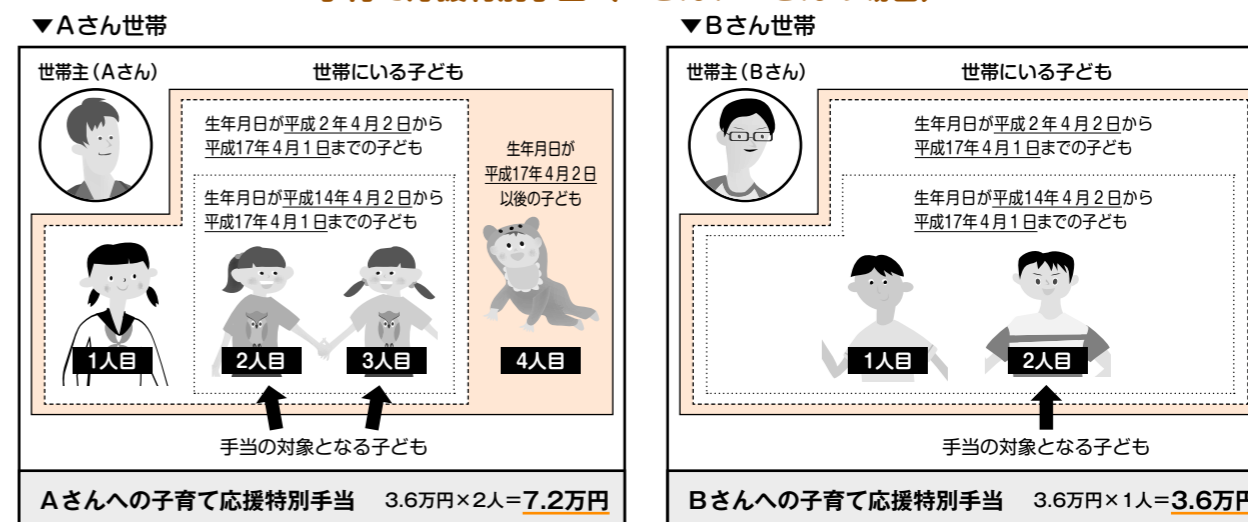 ▼Aさん世帯
世帯主(Aさん)
世帯にいる子ども
生年月日が平成2年4月2日から
平成17年4月1日までの子ども
生年月日が平成14年4月2日から
平成17年4月1日までの子ども
生年月日が
平成17年4月2日
以後の子ども
1人目
2人目
3人目
4人目
手当の対象となる子ども
Aさんへの子育て応援特別手当 3.6万円×2人=7.2万円
▼Bさん世帯
世帯主(Bさん)
世帯にいる子ども
生年月日が平成2年4月2日から
平成17年4月1日までの子ども
生年月日が平成14年4月2日から
平成17年4月1日までの子ども
1人目
2人目
手当の対象となる子ども
Bさんへの子育て応援特別手当 3.6万円×1人=3.6万円